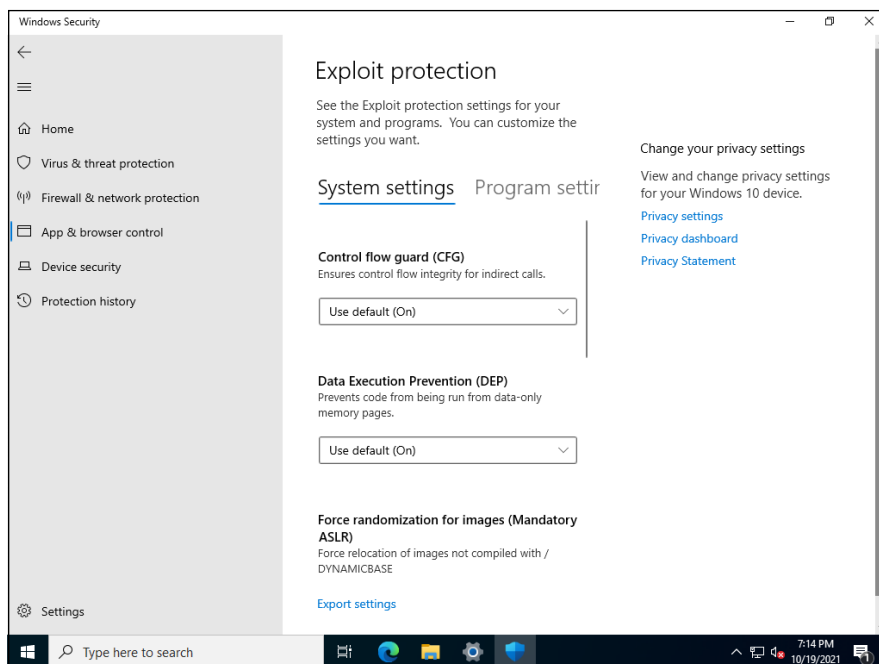 Windows Security
Home
Virus & threat protection
Firewall & network protection
App & browser control
Device security
Protection history
Settings
Exploit protection
See the Exploit protection settings for your
system and programs. You can customize the
settings you want.
System settings Program settin
Control flow guard (CFG)
Ensures control flow integrity for indirect calls.
Use default (On)
Data Execution Prevention (DEP)
Prevents code from being run from data-only
memory pages.
Use default (On)
Force randomization for images (Mandatory
ASLR)
Force relocation of images not compiled with /
DYNAMICBASE
Export settings
Change your privacy settings
View and change privacy settings
for your Windows 10 device.
Privacy settings
Privacy dashboard
Privacy Statement
Type here to search
7:14 PM
10/19/2021
1